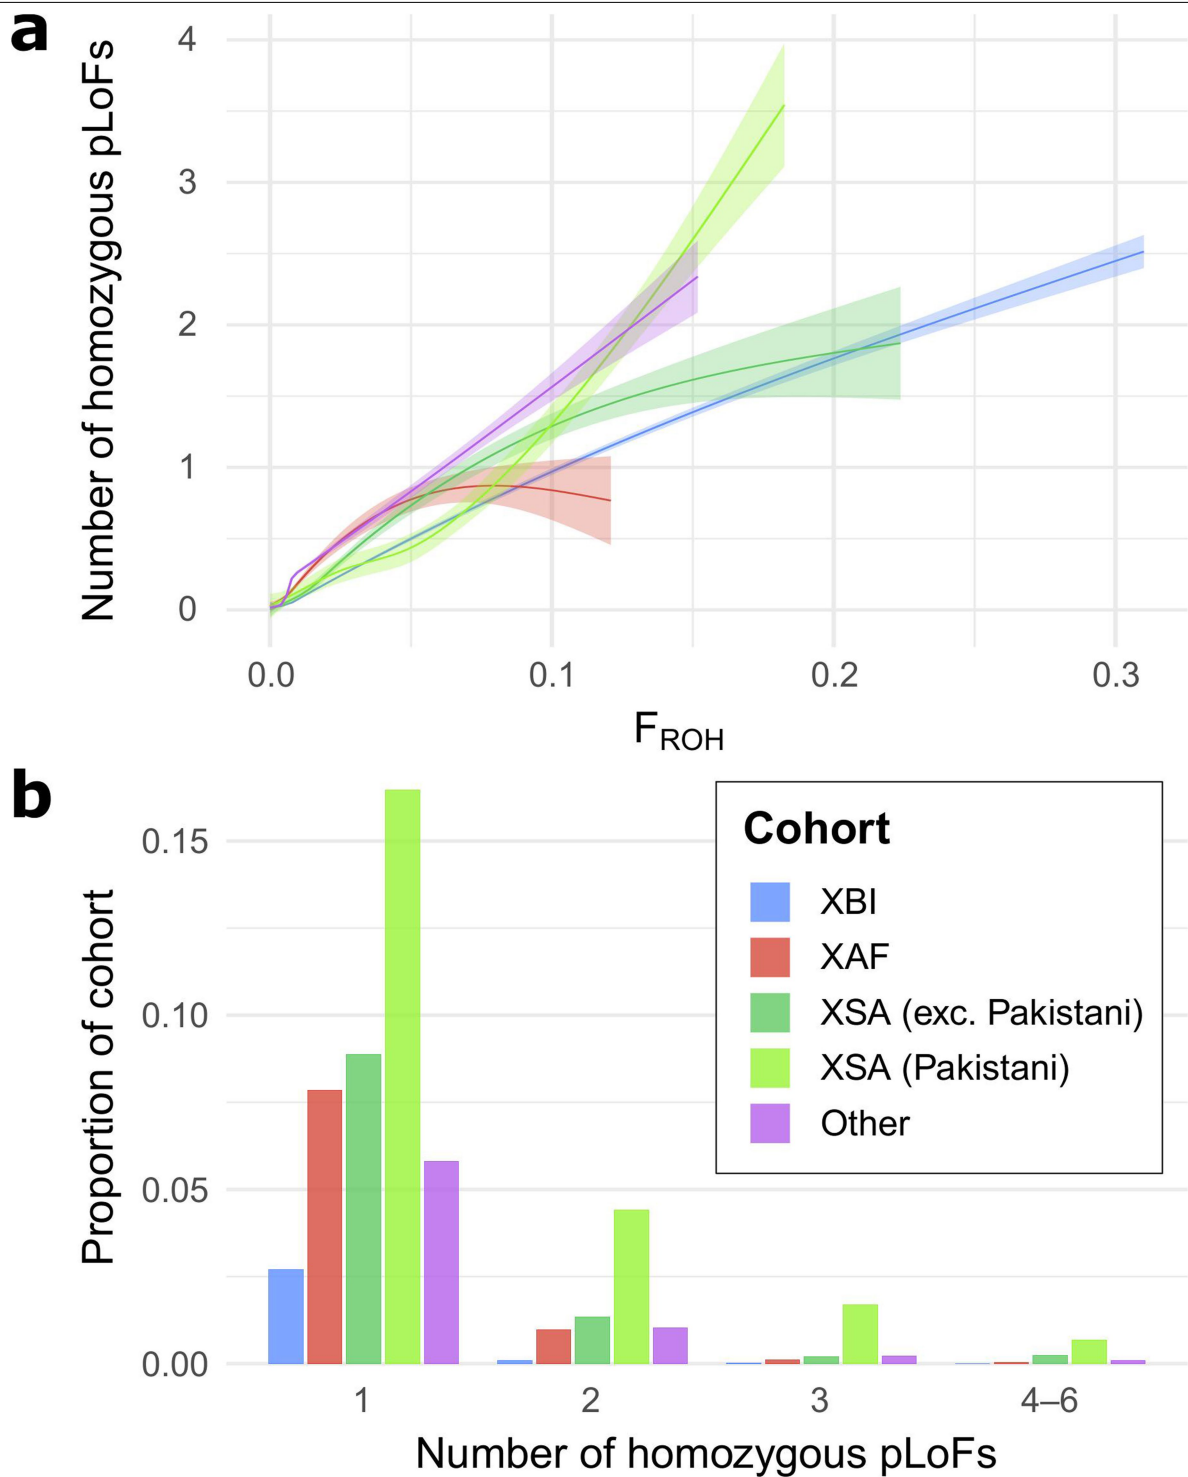 a
Number of homozygous pLoFs
4
3
2
1
0
0.0 0.1 0.2 0.3
FROH
b
Proportion of cohort
0.15
0.10
0.05
0.00
Cohort
XBI
XAF
XSA (exc. Pakistani)
XSA (Pakistani)
Other
1 2 3 4–6
Number of homozygous pLoFs